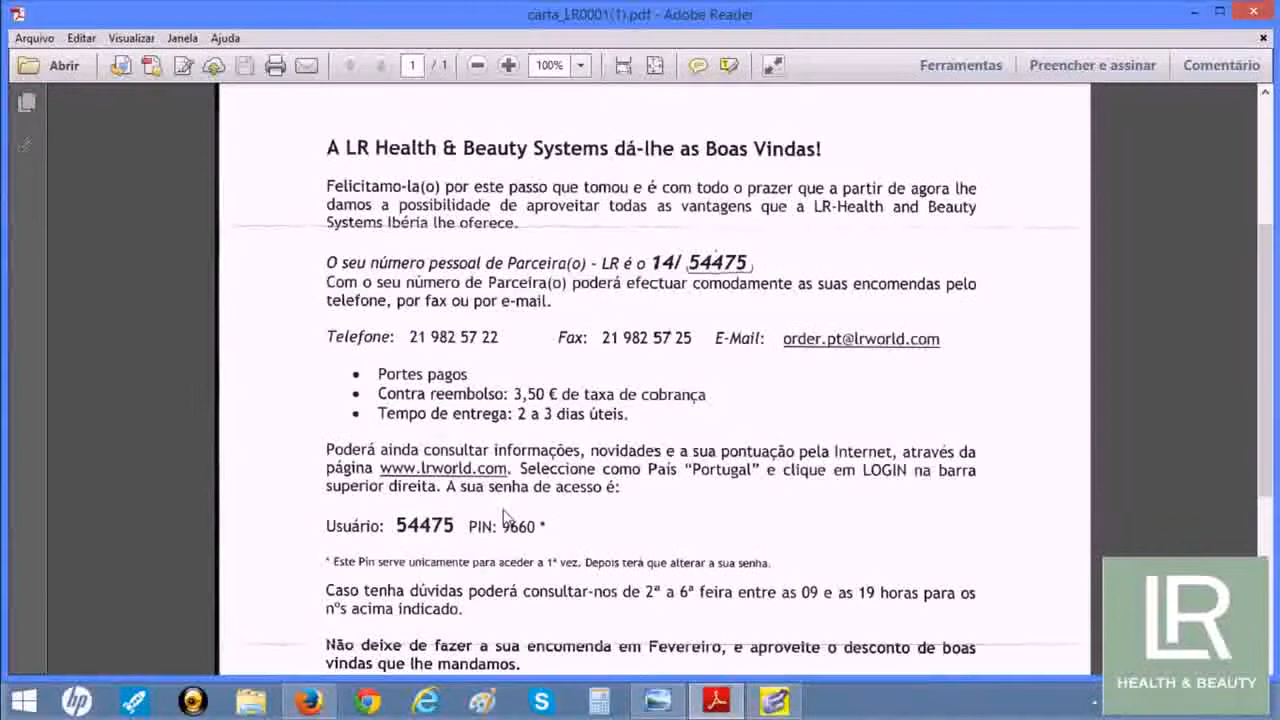 carta_LR0001(1).pdf - Adobe Reader
Arquivo Editar Visualizar Janela Ajuda
Abrir 1 / 1 100% Ferramentas Preencher e assinar Comentário
A LR Health & Beauty Systems dá-lhe as Boas Vindas!
Felicitamo-la(o) por este passo que tomou e é com todo o prazer que a partir de agora lhe
damos a possibilidade de aproveitar todas as vantagens que a LR-Health and Beauty
Systems Ibéria lhe oferece.
O seu número pessoal de Parceira(o) - LR é o 14/ 54475
Com o seu número de Parceira(o) poderá efectuar comodamente as suas encomendas pelo
telefone, por fax ou por e-mail.
Telefone: 21 982 57 22 Fax: 21 982 57 25 E-Mail: order.pt@lrworld.com
• Portes pagos
• Contra reembolso: 3,50 € de taxa de cobrança
• Tempo de entrega: 2 a 3 dias úteis.
Poderá ainda consultar informações, novidades e a sua pontuação pela Internet, através da
página www.lrworld.com. Seleccione como País “Portugal” e clique em LOGIN na barra
superior direita. A sua senha de acesso é:
Usuário: 54475 PIN: 9660 *
* Este Pin serve unicamente para aceder a 1ª vez. Depois terá que alterar a sua senha.
Caso tenha dúvidas poderá consultar-nos de 2ª a 6ª feira entre as 09 e as 19 horas para os
nºs acima indicado.
Não deixe de fazer a sua encomenda em Fevereiro, e aproveite o desconto de boas
vindas que lhe mandamos.
LR
HEALTH & BEAUTY